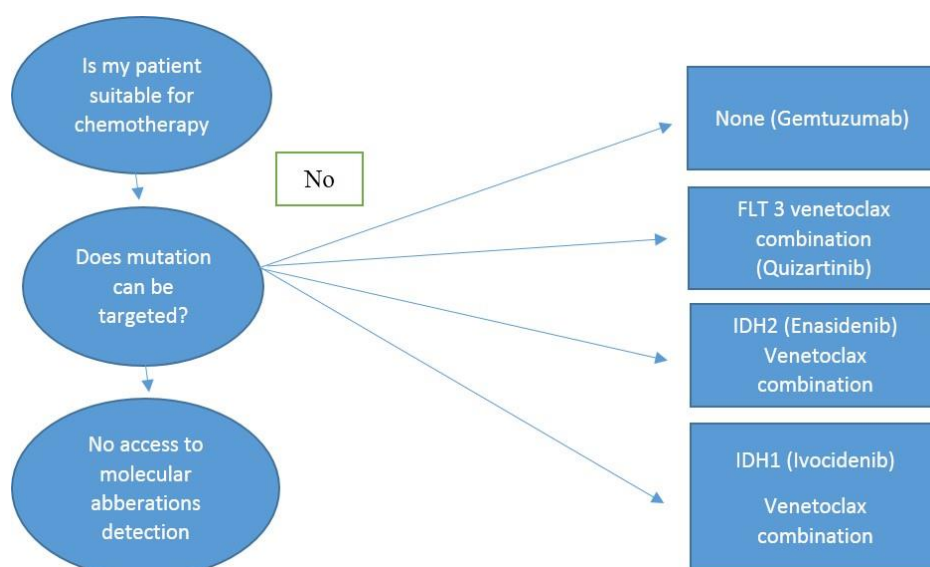 Is my patient
suitable for
chemotherapy
No
Does mutation
can be
targeted?
No access to
molecular
abberations
detection
None (Gemtuzumab)
FLT 3 venetoclax
combination
(Quizartinib)
IDH2 (Enasidenib)
Venetoclax
combination
IDH1 (Ivocidenib)
Venetoclax
combination